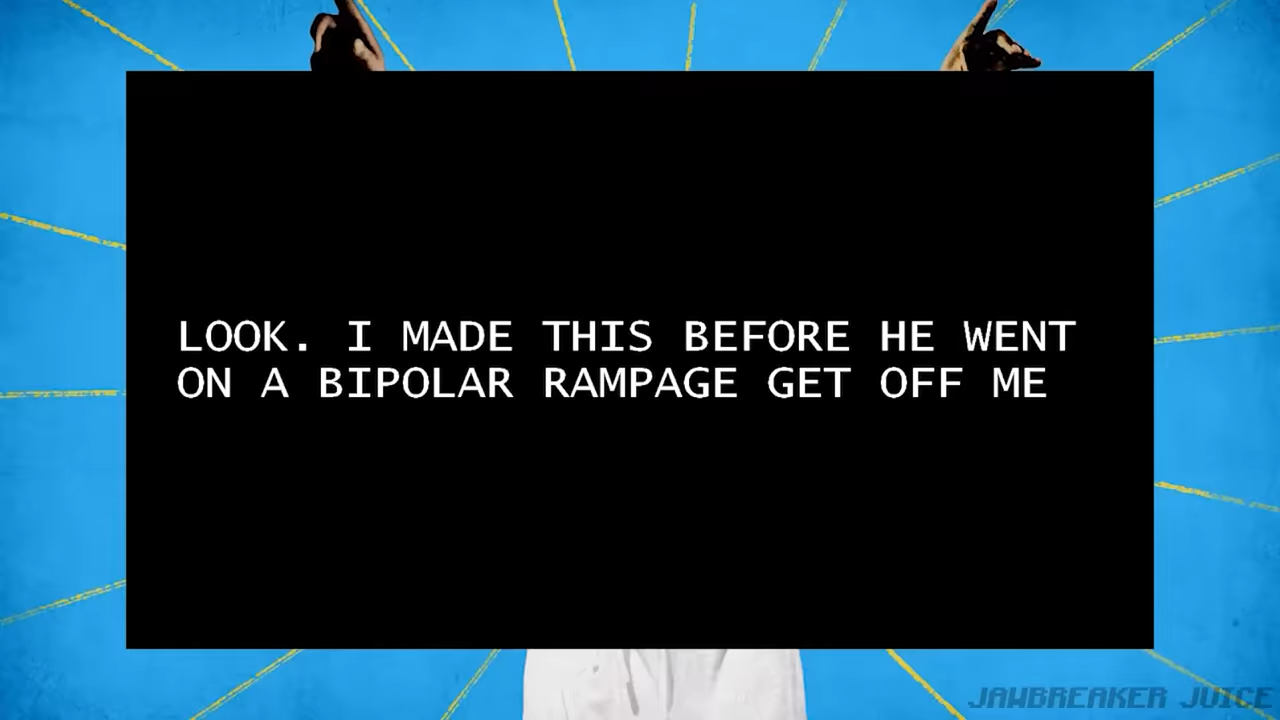 LOOK. I MADE THIS BEFORE HE WENT
ON A BIPOLAR RAMPAGE GET OFF ME
JAWBREAKER JUICE